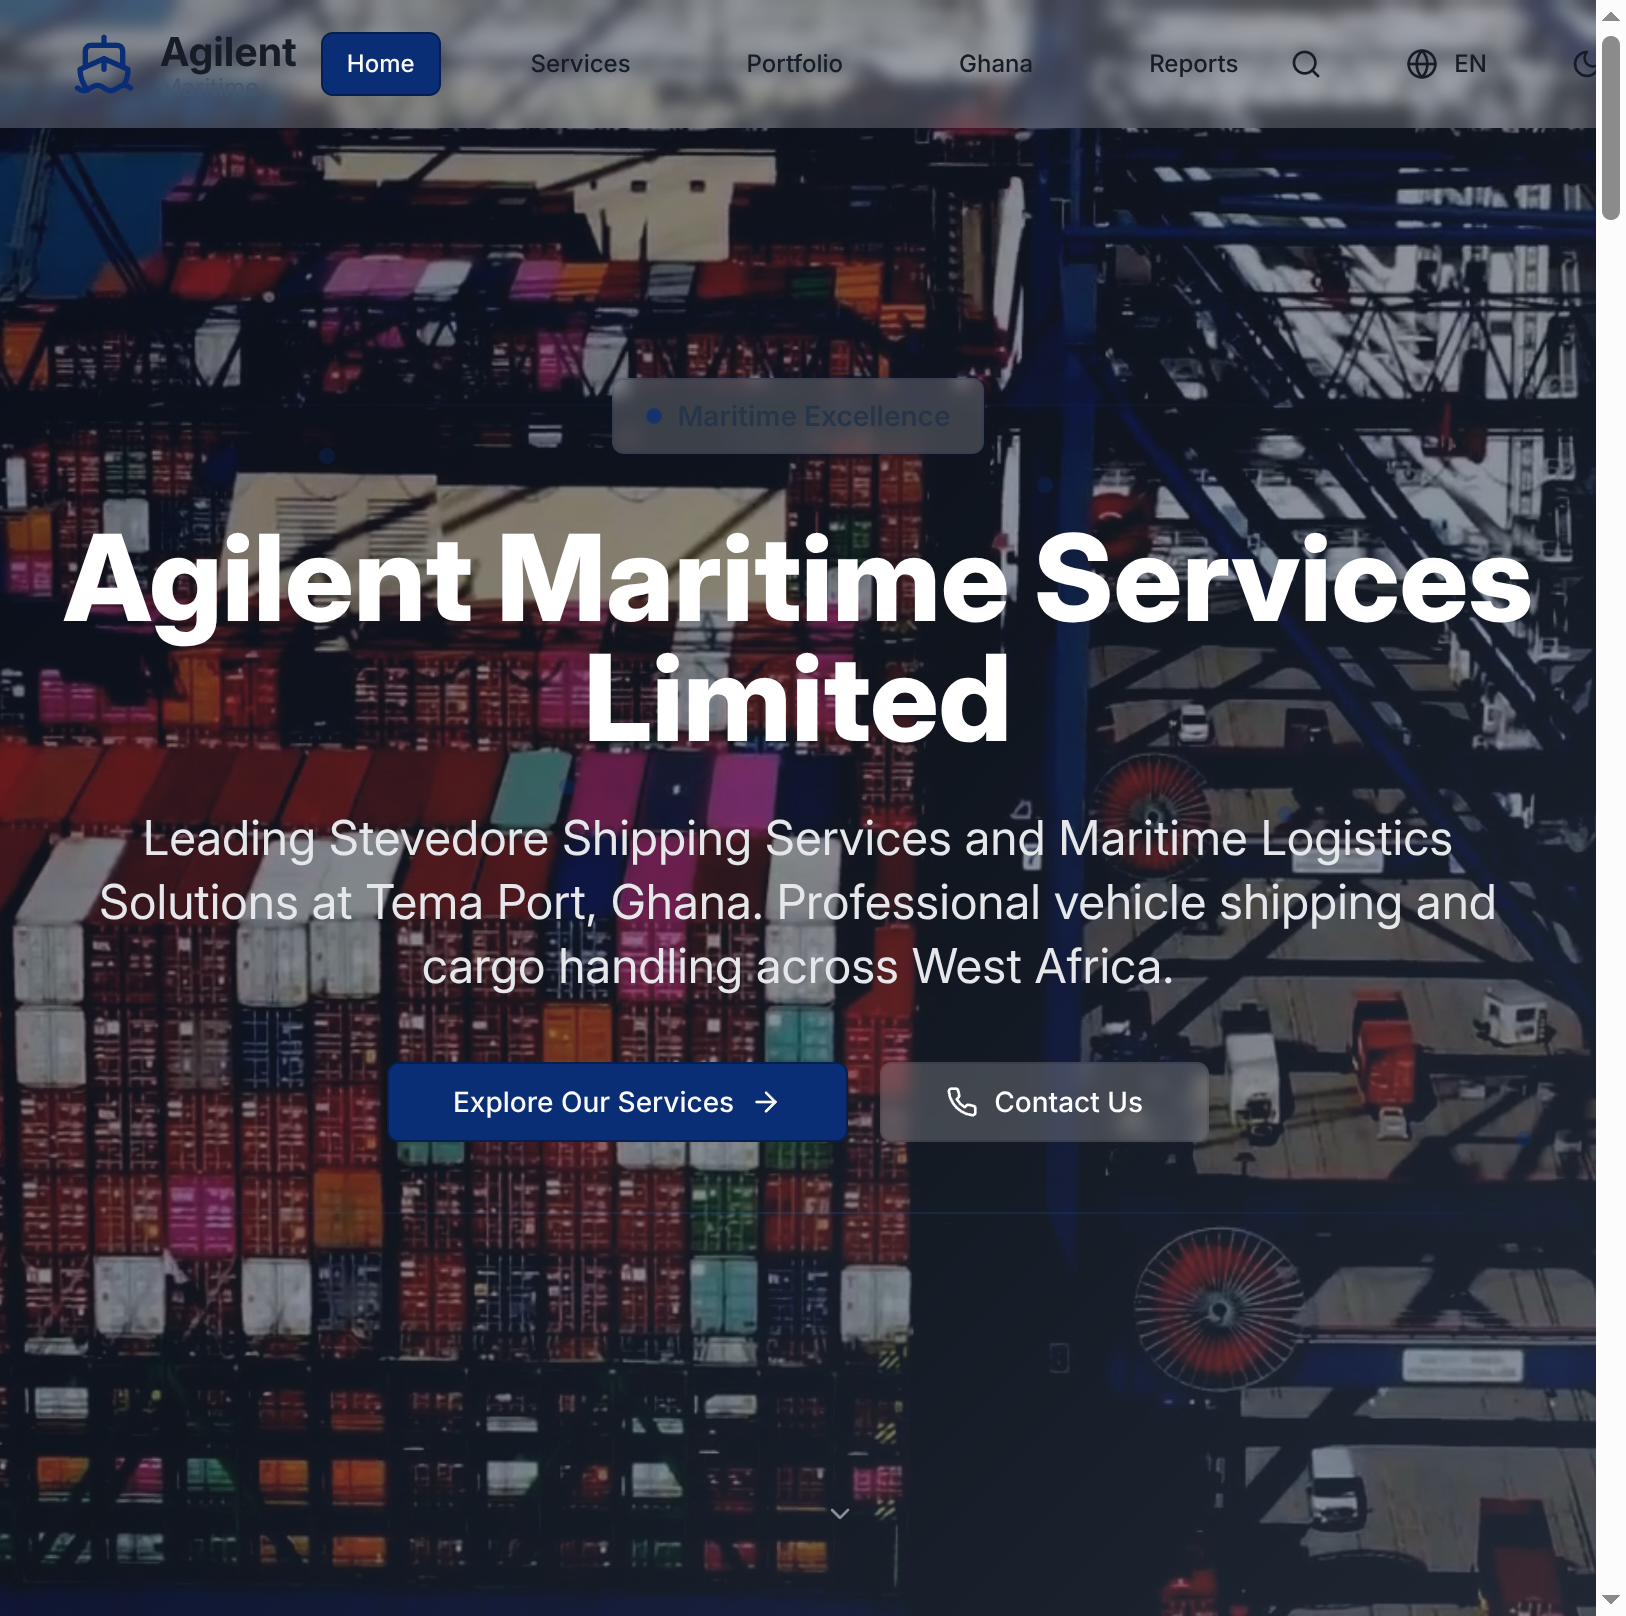 Agilent
Maritime
Home
Services
Portfolio
Ghana
Reports
EN
Maritime Excellence
Agilent Maritime Services
Limited
Leading Stevedore Shipping Services and Maritime Logistics
Solutions at Tema Port, Ghana. Professional vehicle shipping and
cargo handling across West Africa.
Explore Our Services
Contact Us